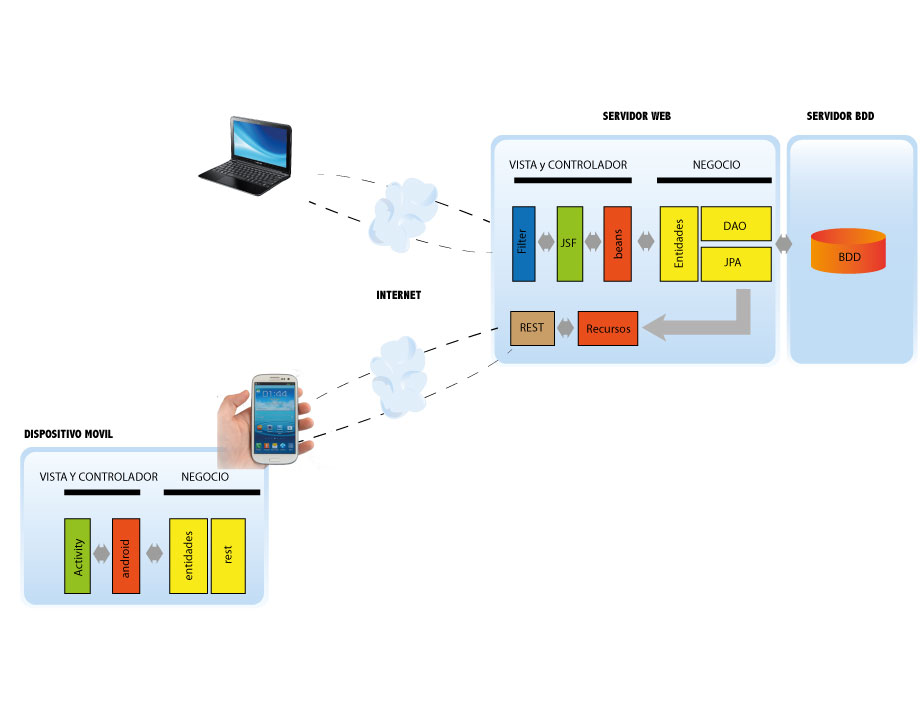 SERVIDOR WEB
SERVIDOR BDD
VISTA y CONTROLADOR
NEGOCIO
Filter
JSF
beans
Entidades
DAO
JPA
BDD
INTERNET
REST
Recursos
01:44
DISPOSITIVO MOVIL
VISTA Y CONTROLADOR
NEGOCIO
Activity
android
entidades
rest